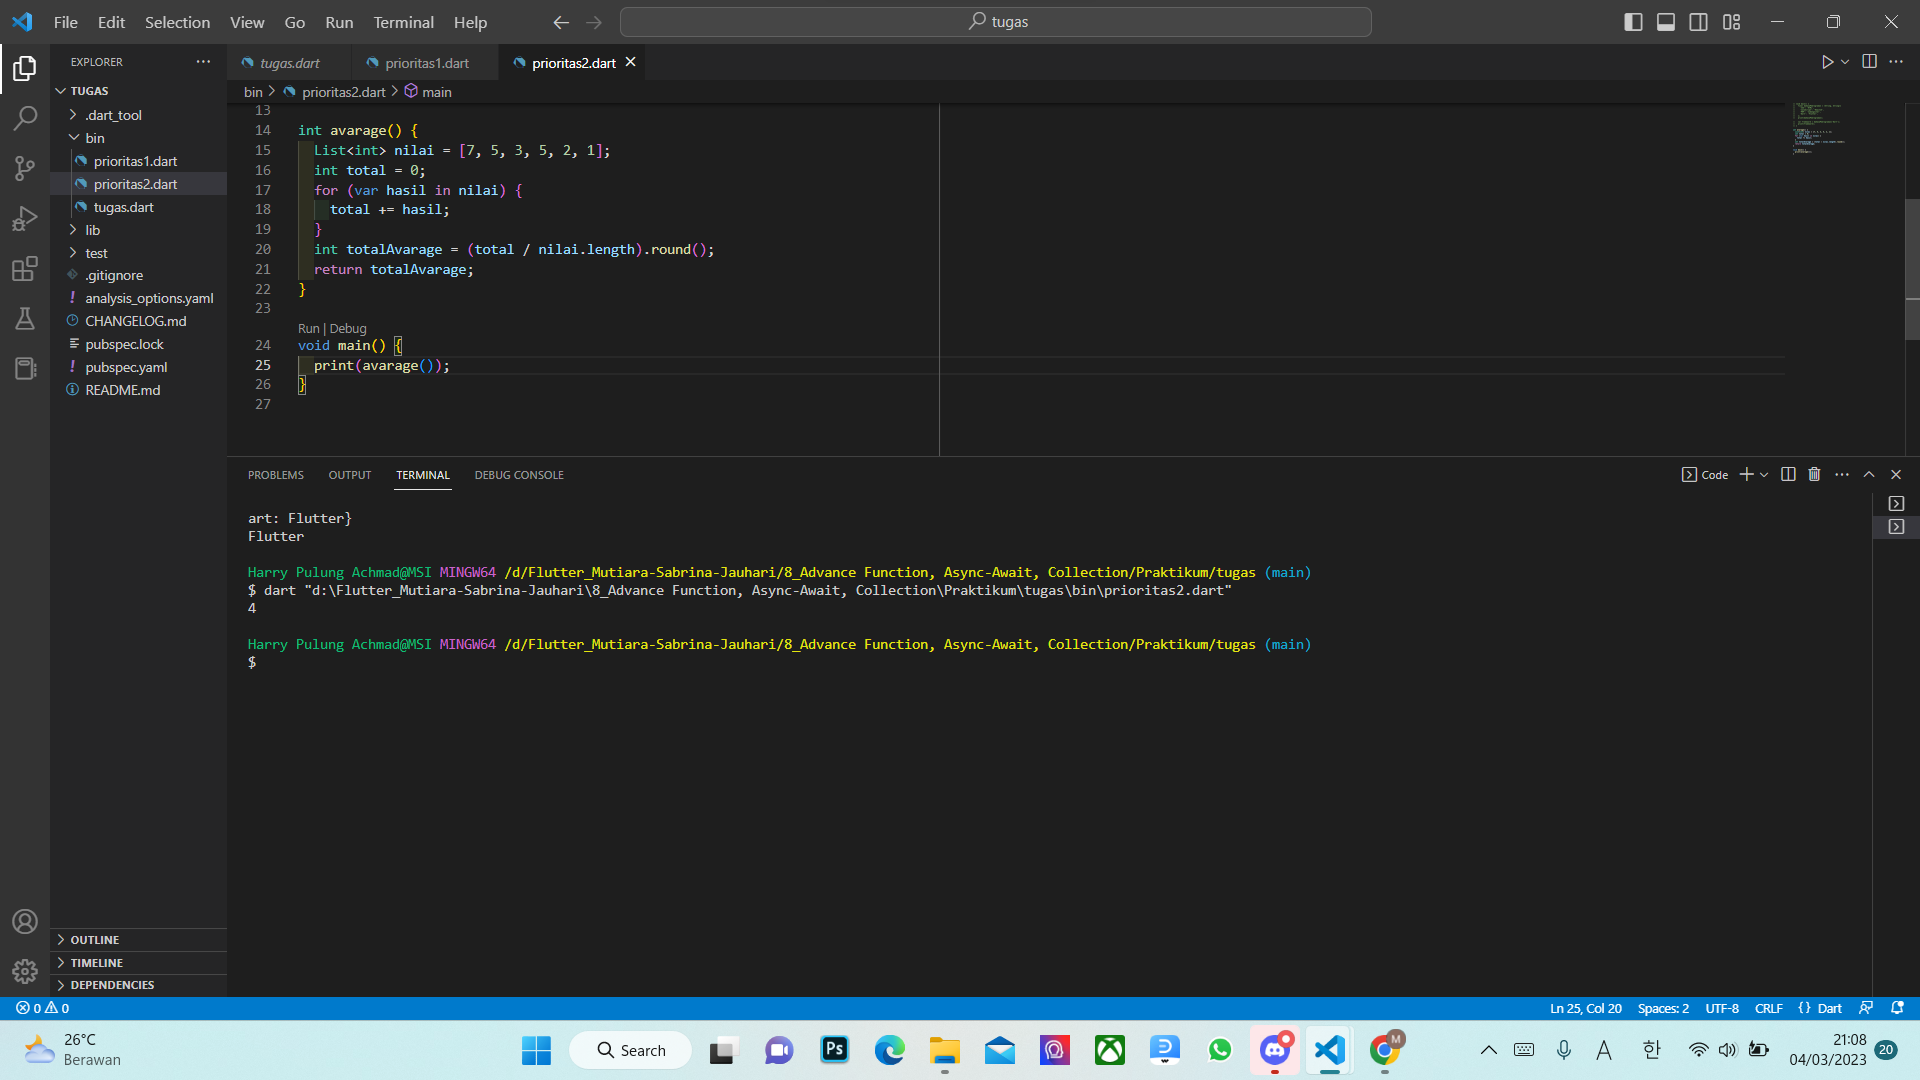 File Edit Selection View Go Run Terminal Help
tugas
EXPLORER
TUGAS
.dart_tool
bin
prioritas1.dart
prioritas2.dart
tugas.dart
lib
test
.gitignore
analysis_options.yaml
CHANGELOG.md
pubspec.lock
pubspec.yaml
README.md
OUTLINE
TIMELINE
DEPENDENCIES
tugas.dart prioritas1.dart prioritas2.dart
bin > prioritas2.dart > main
13
14 int avarage() {
15 List<int> nilai = [7, 5, 3, 5, 2, 1];
16 int total = 0;
17 for (var hasil in nilai) {
18 total += hasil;
19 }
20 int totalAvarage = (total / nilai.length).round();
21 return totalAvarage;
22 }
23
Run | Debug
24 void main() {
25 print(avarage());
26 }
27
PROBLEMS OUTPUT TERMINAL DEBUG CONSOLE
Code
art: Flutter}
Flutter
Harry Pulung Achmad@MSI MINGW64 /d/Flutter_Mutiara-Sabrina-Jauhari/8_Advance Function, Async-Await, Collection/Praktikum/tugas (main)
$ dart "d:\Flutter_Mutiara-Sabrina-Jauhari\8_Advance Function, Async-Await, Collection\Praktikum\tugas\bin\prioritas2.dart"
4
Harry Pulung Achmad@MSI MINGW64 /d/Flutter_Mutiara-Sabrina-Jauhari/8_Advance Function, Async-Await, Collection/Praktikum/tugas (main)
$
0 0
Ln 25, Col 20 Spaces: 2 UTF-8 CRLF {} Dart
26°C
Berawan
Search
Ps
M
A
한
21:08
04/03/2023
20